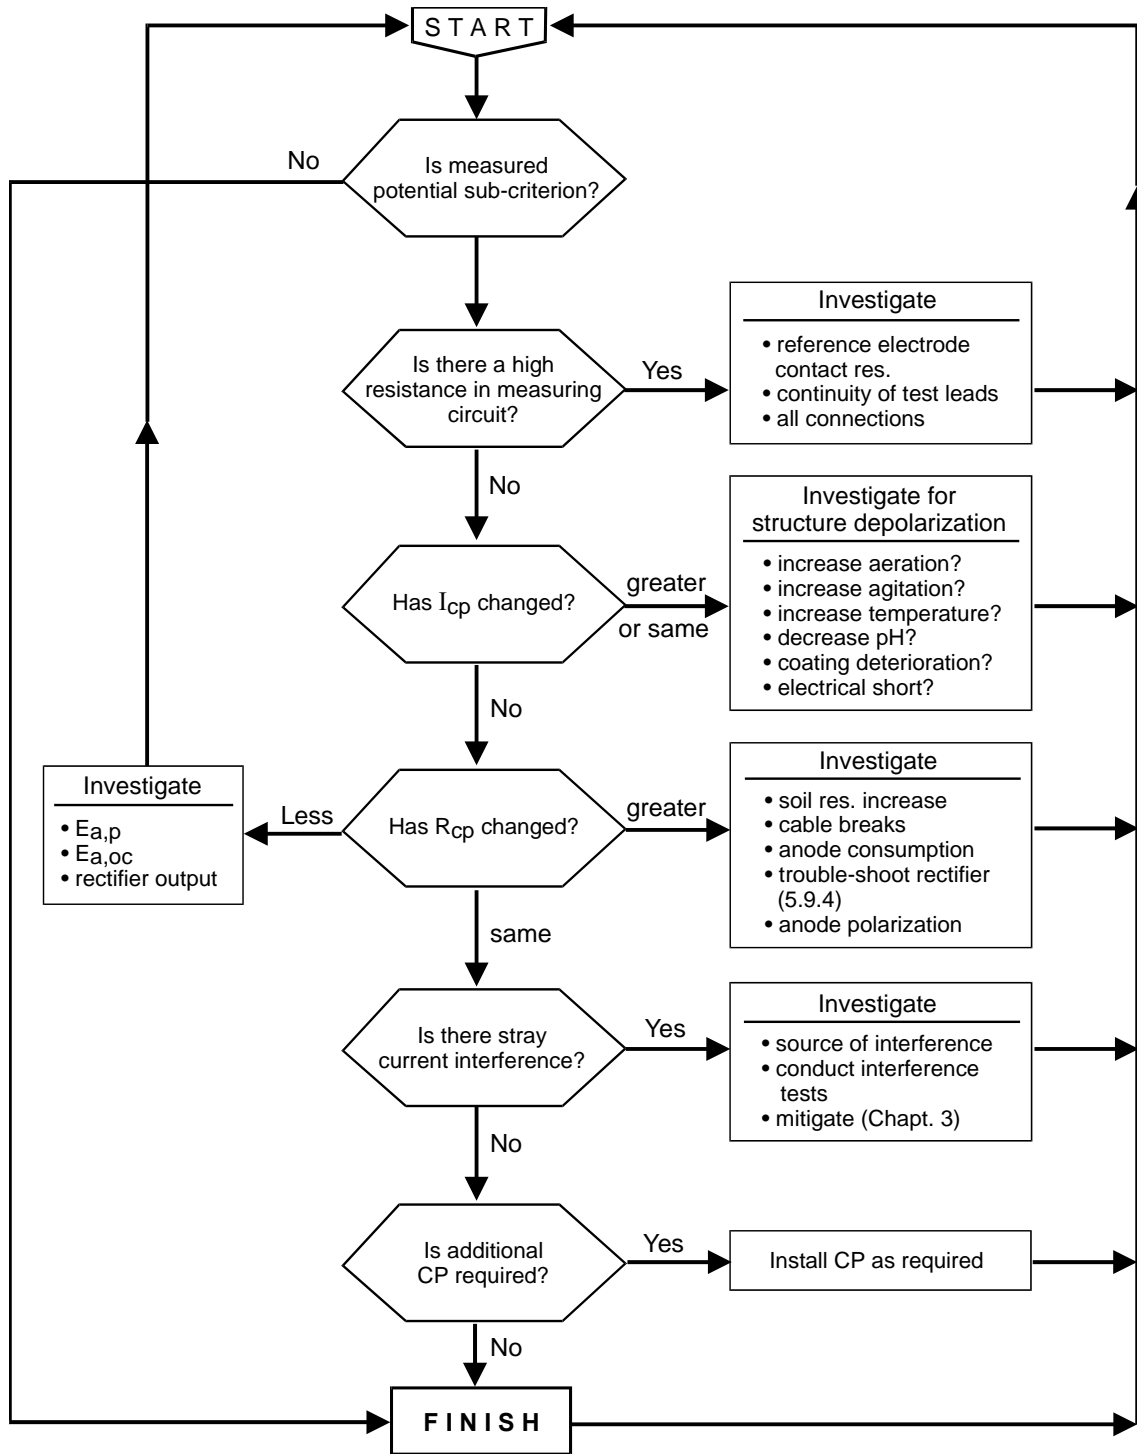 START
No
Is measured
potential sub-criterion?
Is there a high
resistance in measuring
circuit?
Yes
Investigate
• reference electrode
contact res.
• continuity of test leads
• all connections
No
Has Icp changed?
greater
or same
Investigate for
structure depolarization
• increase aeration?
• increase agitation?
• increase temperature?
• decrease pH?
• coating deterioration?
• electrical short?
No
Investigate
• Ea,p
• Ea,oc
• rectifier output
Less
Has Rcp changed?
greater
Investigate
• soil res. increase
• cable breaks
• anode consumption
• trouble-shoot rectifier
(5.9.4)
• anode polarization
same
Is there stray
current interference?
Yes
Investigate
• source of interference
• conduct interference
tests
• mitigate (Chapt. 3)
No
Is additional
CP required?
Yes
Install CP as required
No
FINISH